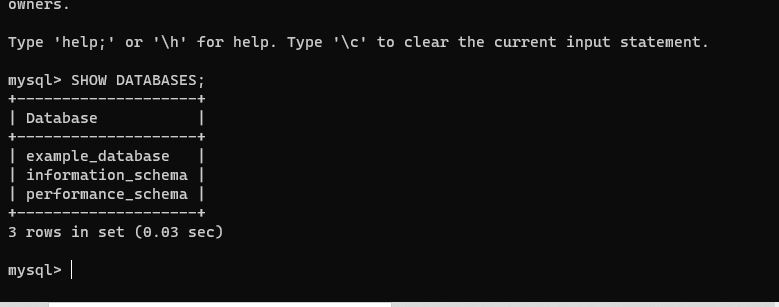 owners.
Type 'help;' or '\h' for help. Type '\c' to clear the current input statement.
mysql> SHOW DATABASES;
+--------------------+
| Database           |
+--------------------+
| example_database   |
| information_schema |
| performance_schema |
+--------------------+
3 rows in set (0.03 sec)
mysql>